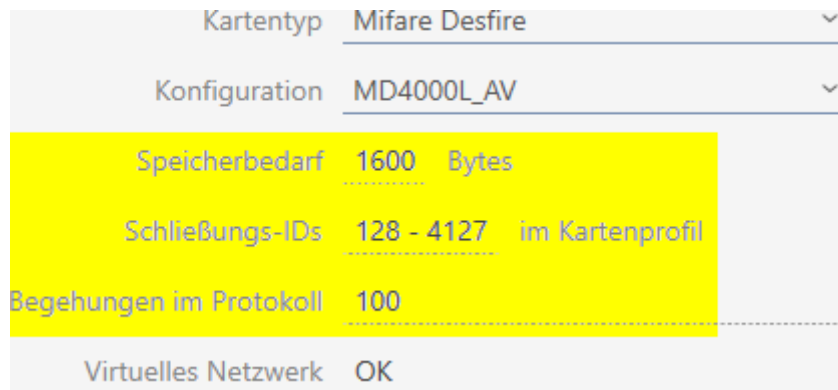 Kartentyp Mifare Desfire
Konfiguration MD4000L_AV
Speicherbedarf 1600 Bytes
Schließungs-IDs 128 - 4127 im Kartenprofil
Begehungen im Protokoll 100
Virtuelles Netzwerk OK